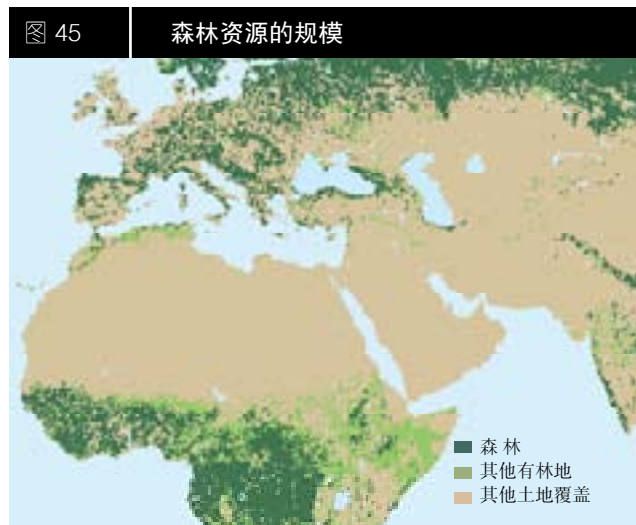 图 45
森林资源的规模
森 林
其他有林地
其他土地覆盖